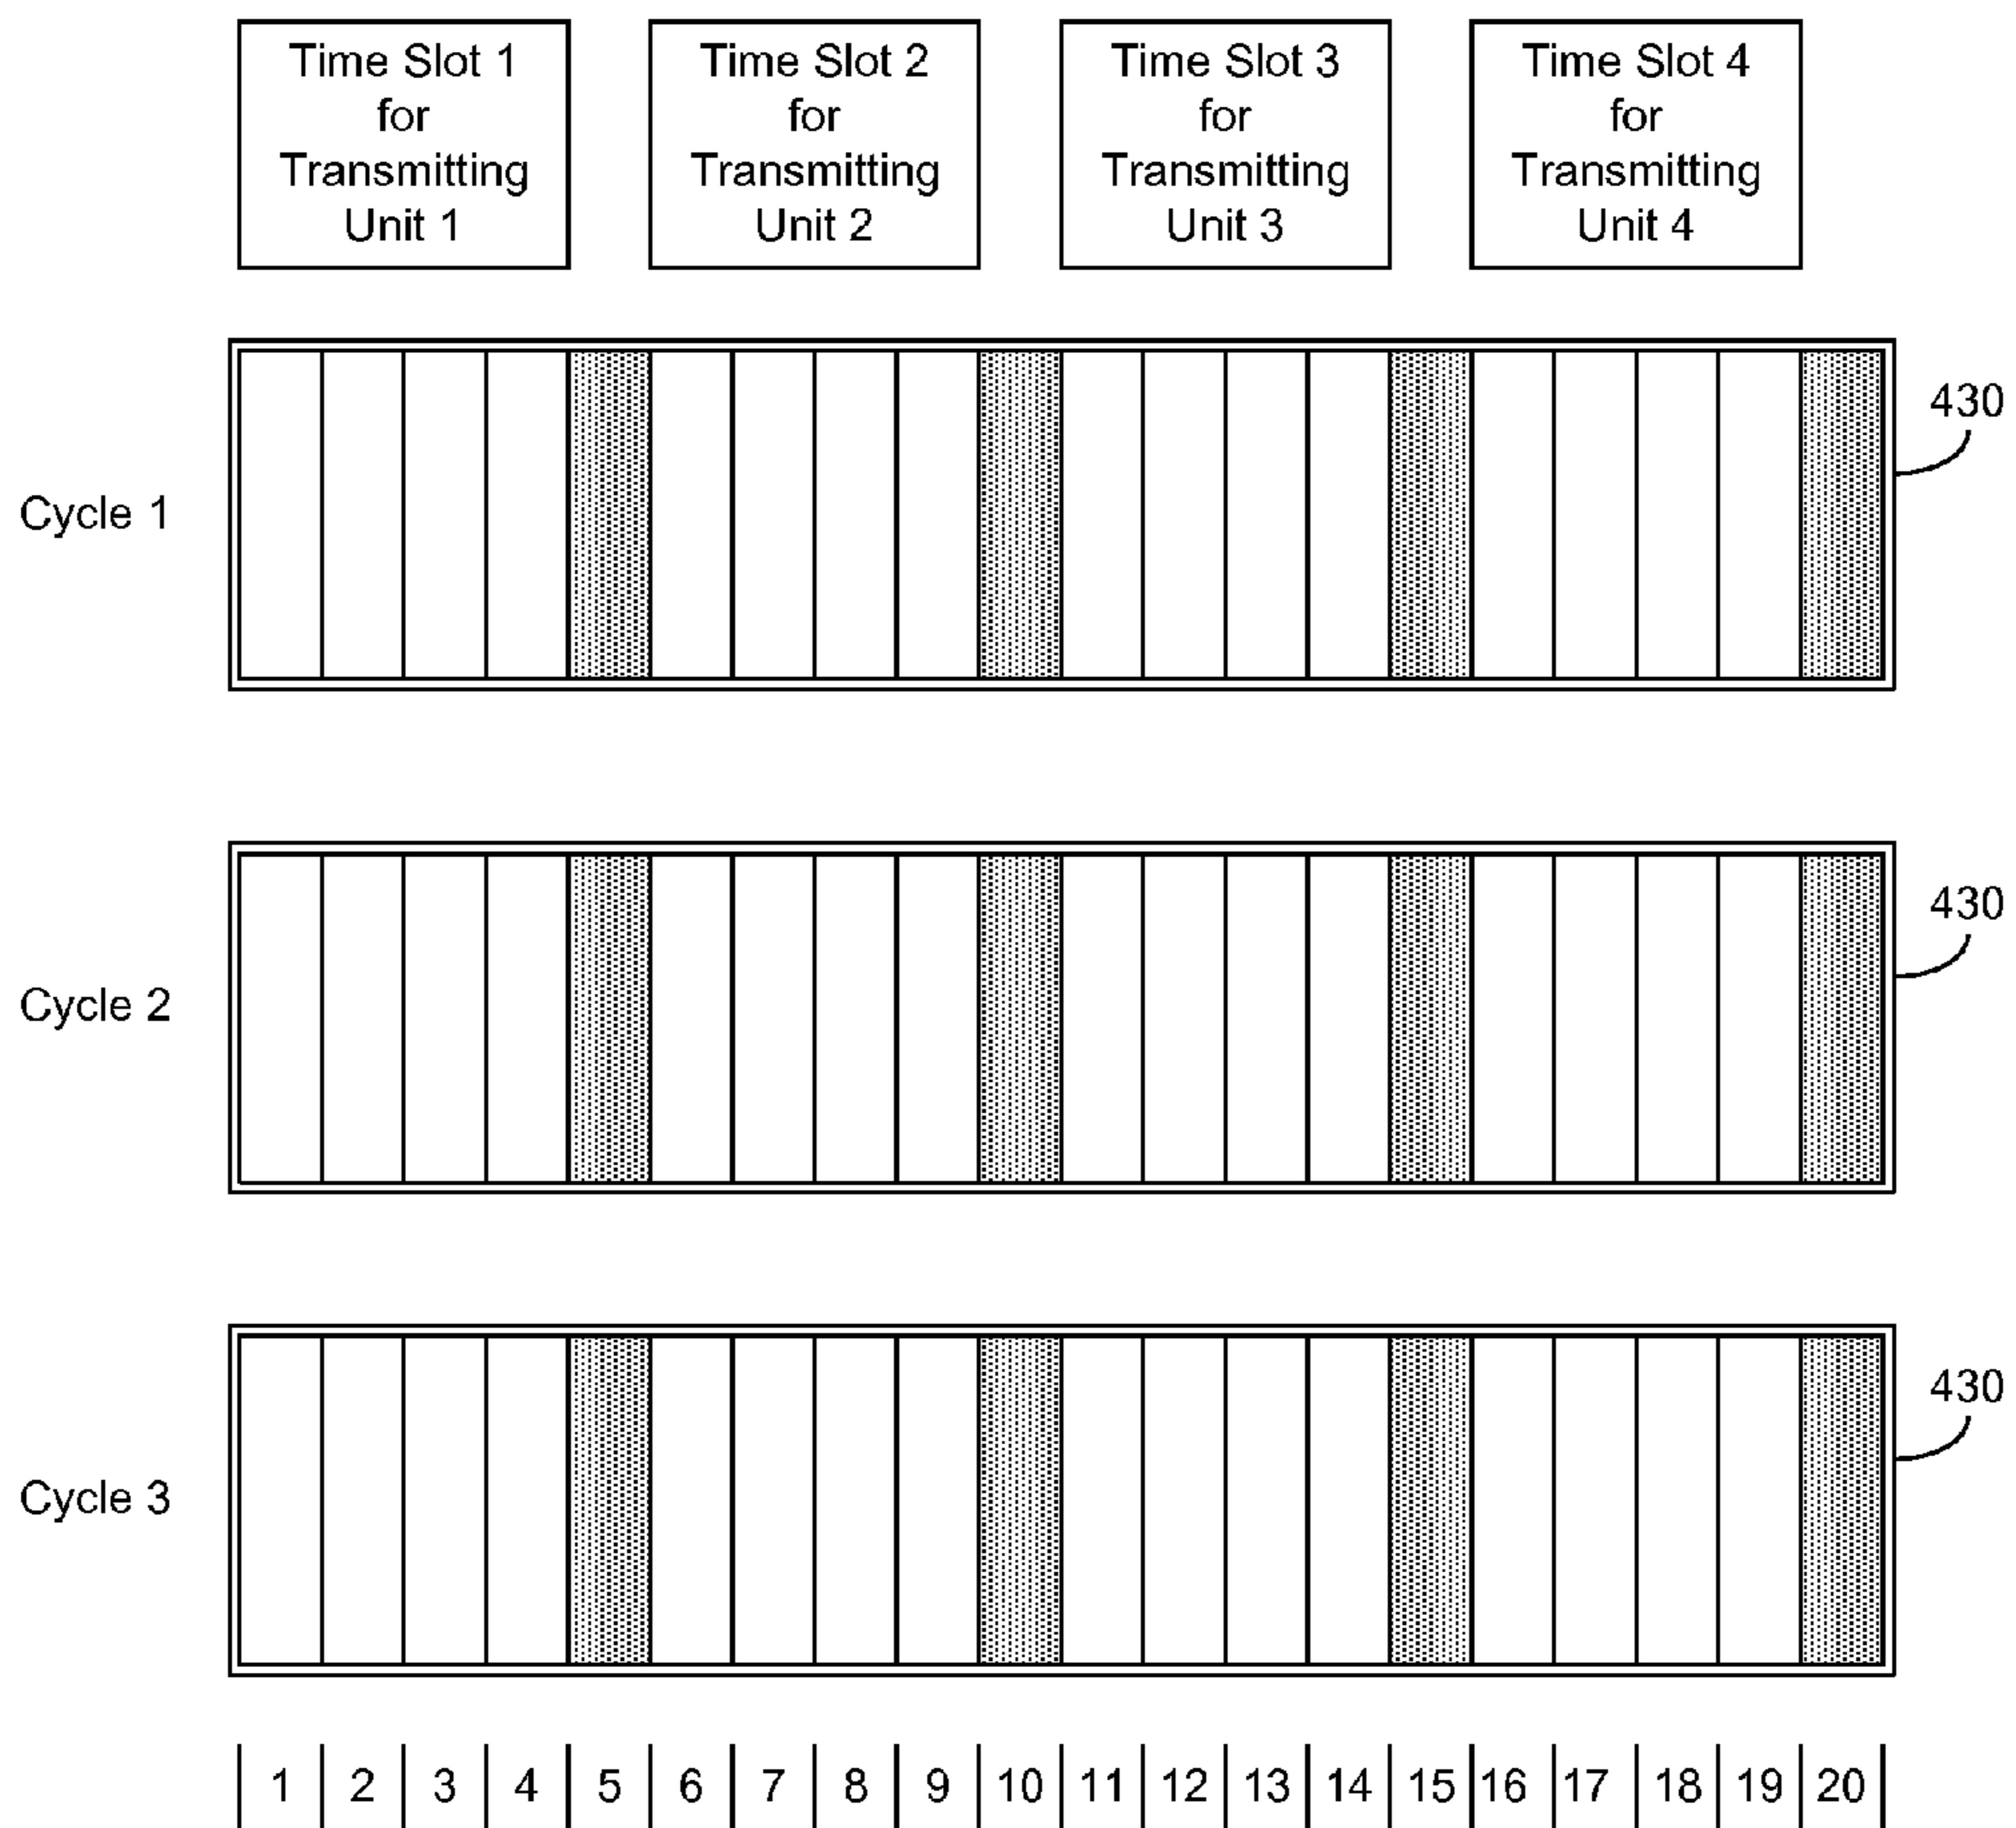 Time Slot 1
for
Transmitting
Unit 1
Time Slot 2
for
Transmitting
Unit 2
Time Slot 3
for
Transmitting
Unit 3
Time Slot 4
for
Transmitting
Unit 4
430
Cycle 1
430
Cycle 2
430
Cycle 3
1 2 3 4 5 6 7 8 9 10 11 12 13 14 15 16 17 18 19 20